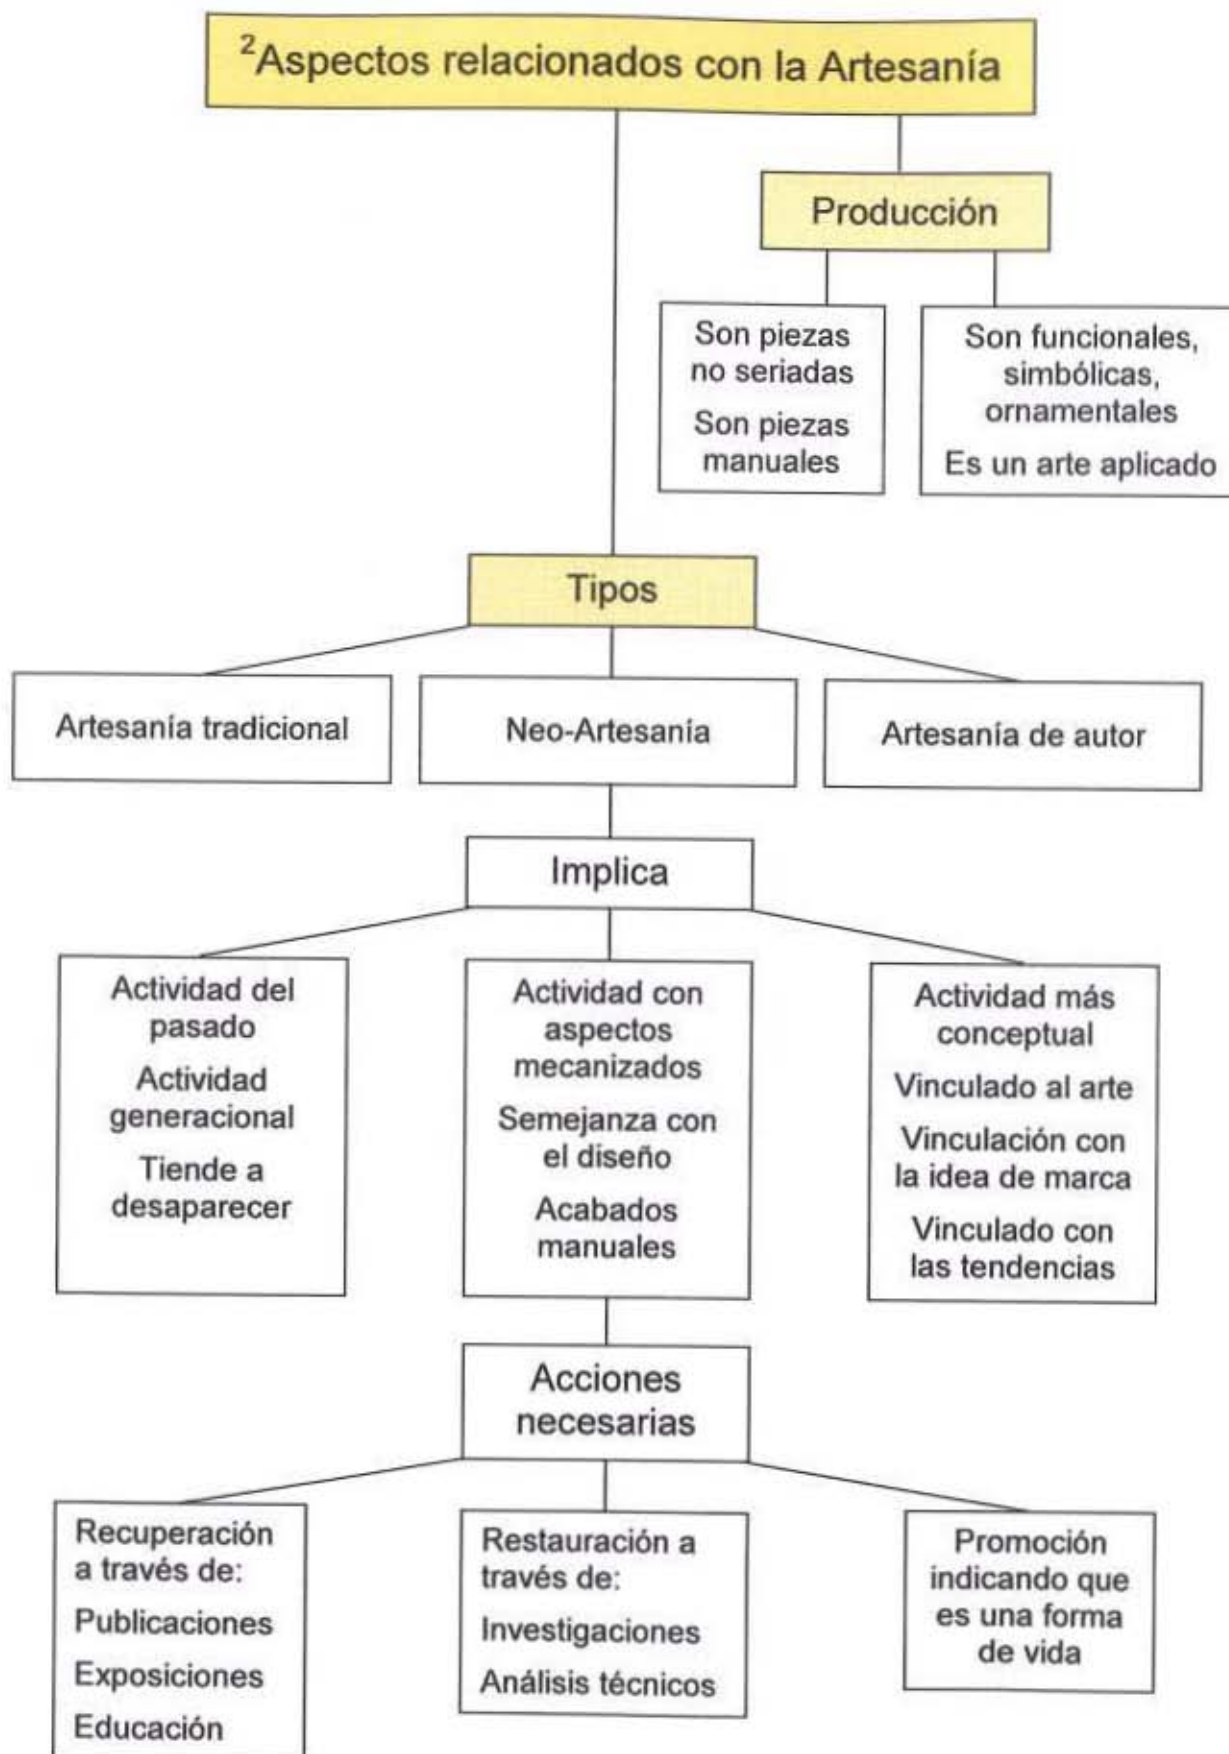 ²Aspectos relacionados con la Artesanía
Producción
Son piezas
no seriadas
Son piezas
manuales
Son funcionales,
simbólicas,
ornamentales
Es un arte aplicado
Tipos
Artesanía tradicional
Neo-Artesanía
Artesanía de autor
Implica
Actividad del
pasado
Actividad
generacional
Tiende a
desaparecer
Actividad con
aspectos
mecanizados
Semejanza con
el diseño
Acabados
manuales
Actividad más
conceptual
Vinculado al arte
Vinculación con
la idea de marca
Vinculado con
las tendencias
Acciones
necesarias
Recuperación
a través de:
Publicaciones
Exposiciones
Educación
Restauración a
través de:
Investigaciones
Análisis técnicos
Promoción
indicando que
es una forma
de vida